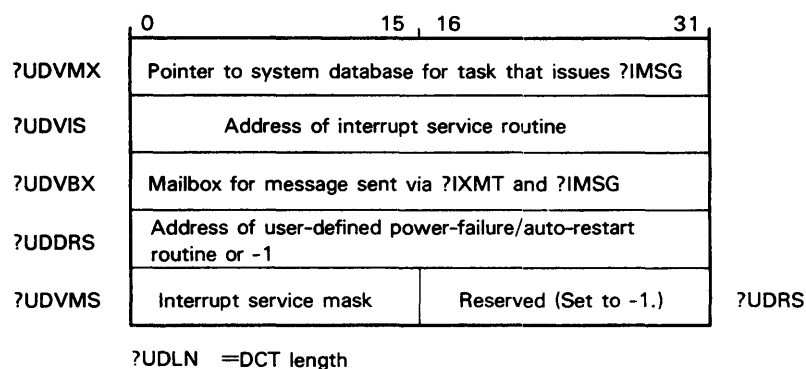 0 15 16 31
?UDVMX Pointer to system database for task that issues ?IMSG
?UDVIS Address of interrupt service routine
?UDVBX Mailbox for message sent via ?IXMT and ?IMSG
?UDDRS Address of user-defined power-failure/auto-restart
routine or -1
?UDVMS Interrupt service mask Reserved (Set to -1.) ?UDRS
?UDLN =DCT length